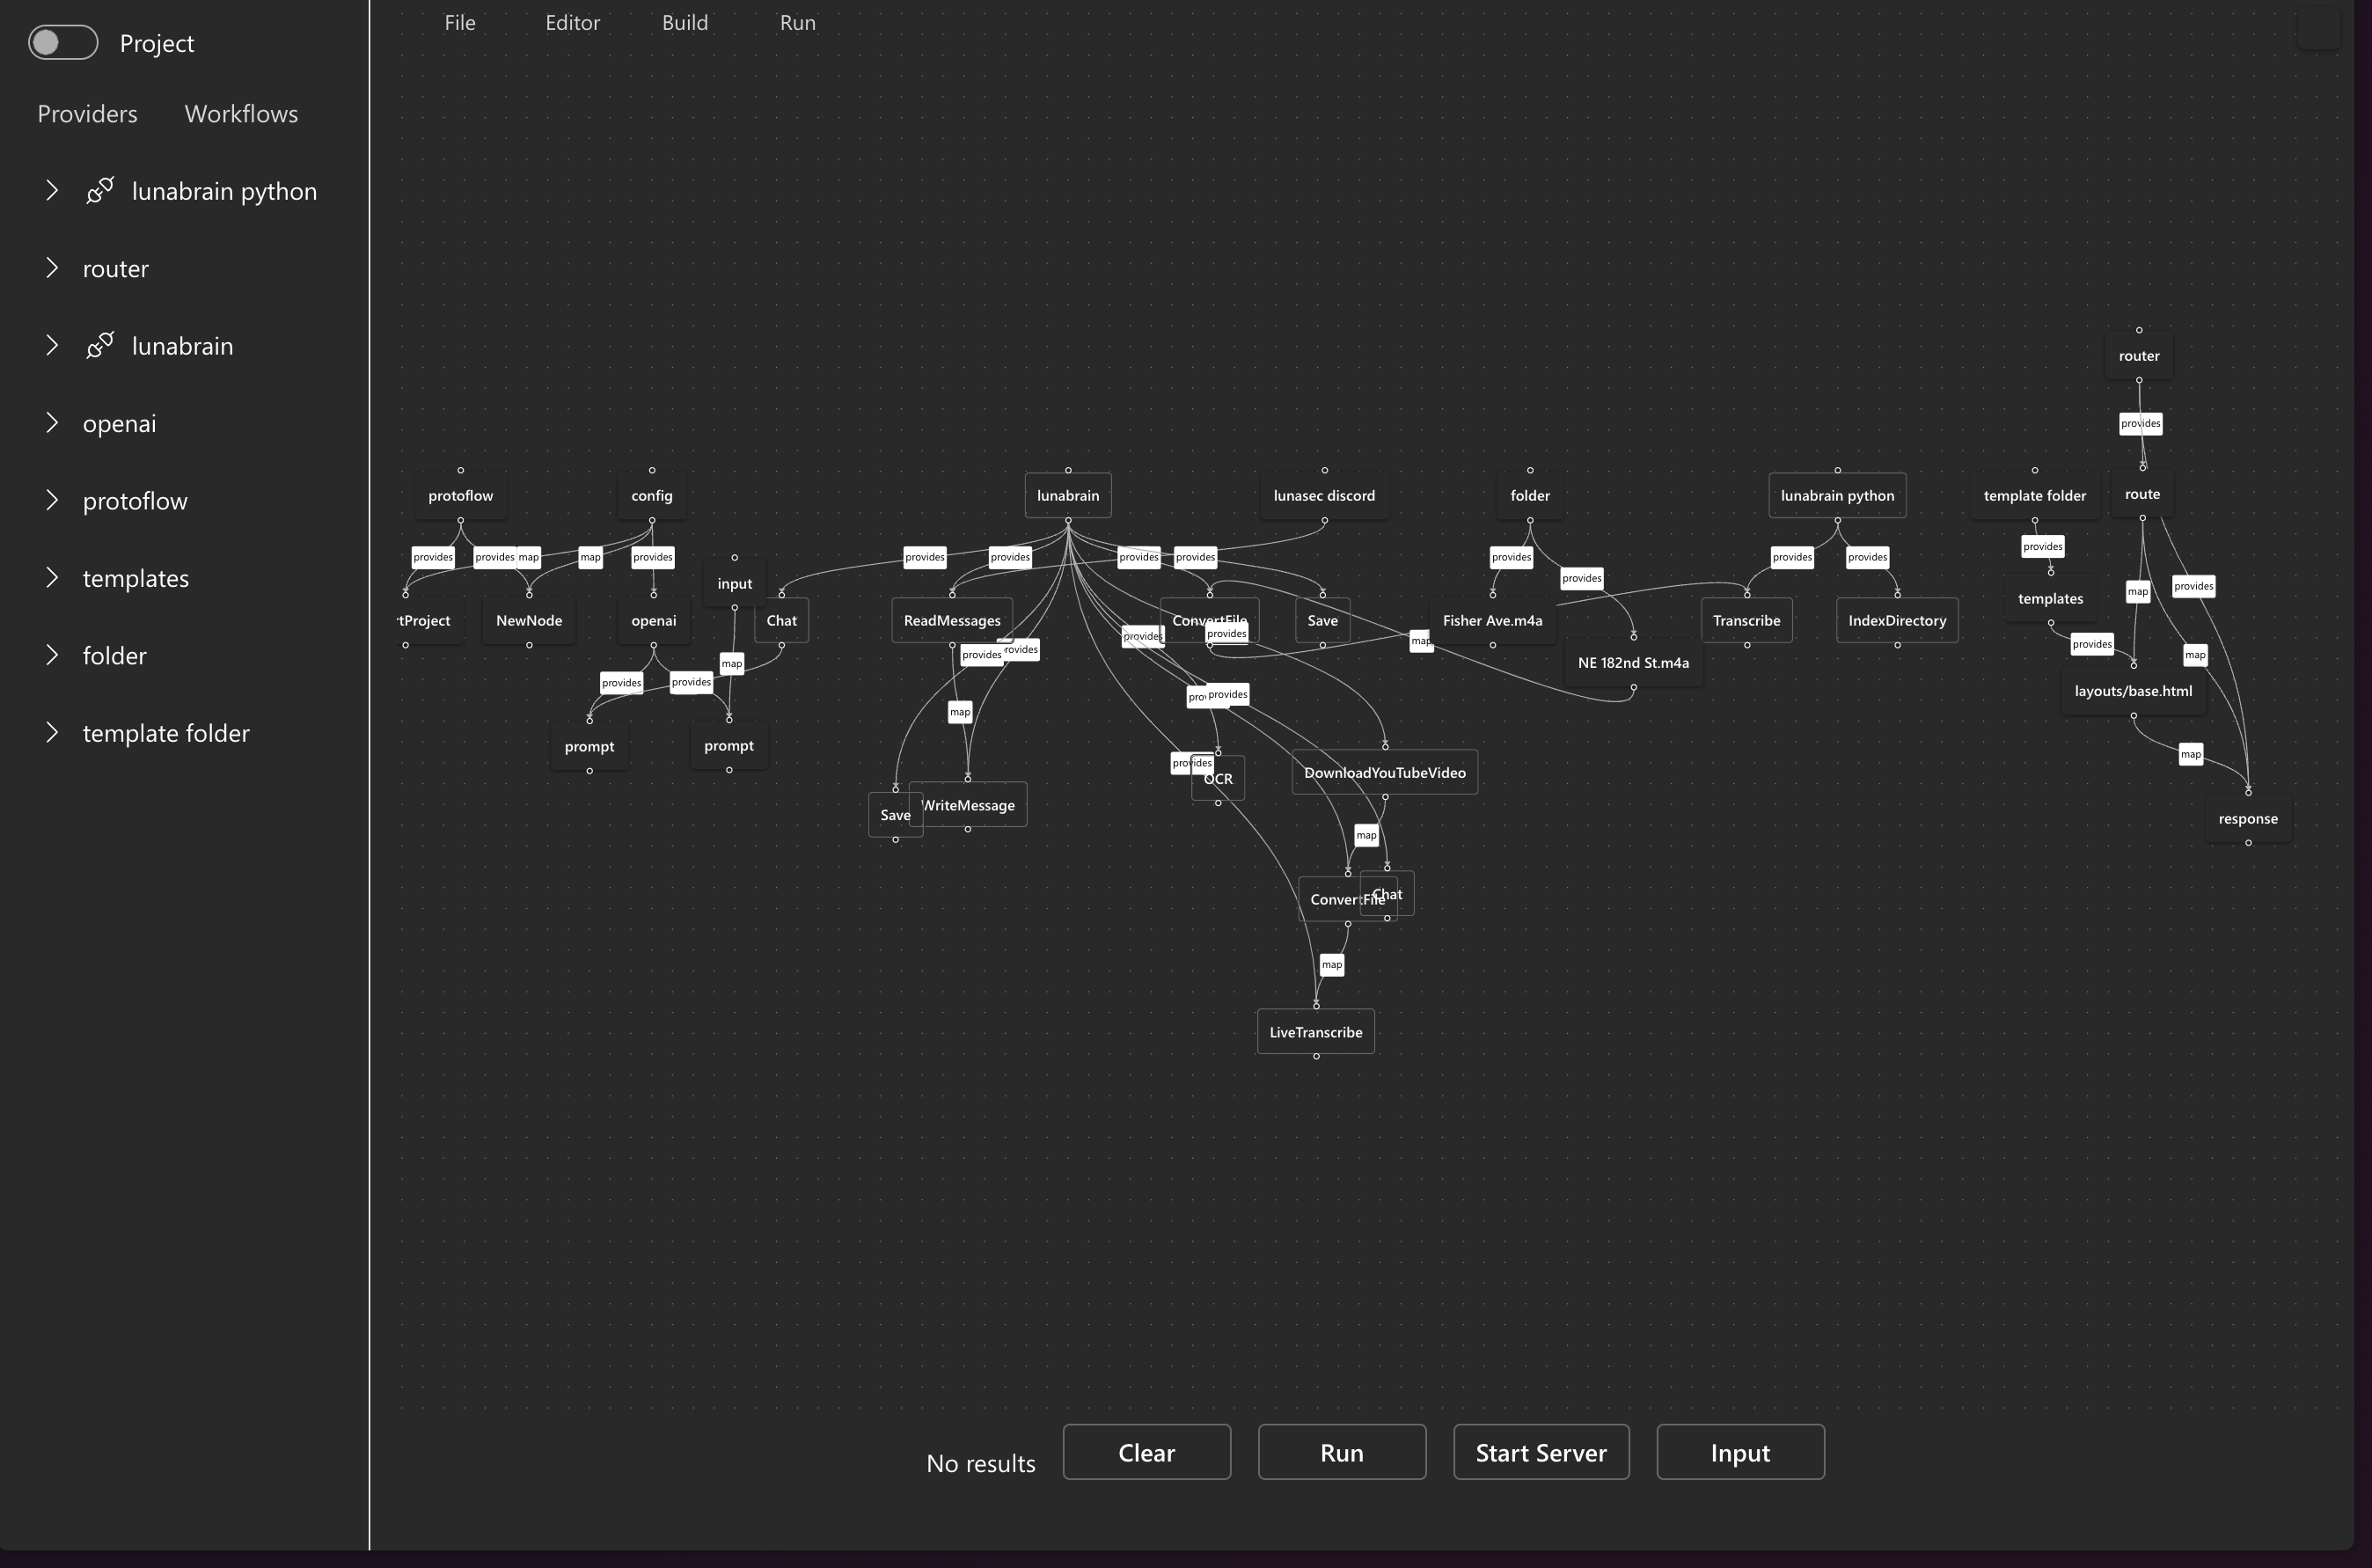 Project
Providers
Workflows
lunabrain python
router
lunabrain
openai
protoflow
templates
folder
template folder
File
Editor
Build
Run
router
provides
protoflow
config
lunabrain
lunasec discord
folder
lunabrain python
template folder
route
provides
provides
map
map
provides
provides
provides
provides
provides
provides
provides
provides
provides
provides
provides
map
provides
input
rtProject
NewNode
openai
Chat
ReadMessages
ConvertFile
Save
Fisher Ave.m4a
Transcribe
IndexDirectory
templates
provides
provides
map
provides
provides
map
provides
map
NE 182nd St.m4a
provides
provides
map
provides
layouts/base.html
map
prompt
prompt
provides
OCR
DownloadYouTubeVideo
map
Save
WriteMessage
response
map
ConvertFile
Chat
map
LiveTranscribe
No results
Clear
Run
Start Server
Input